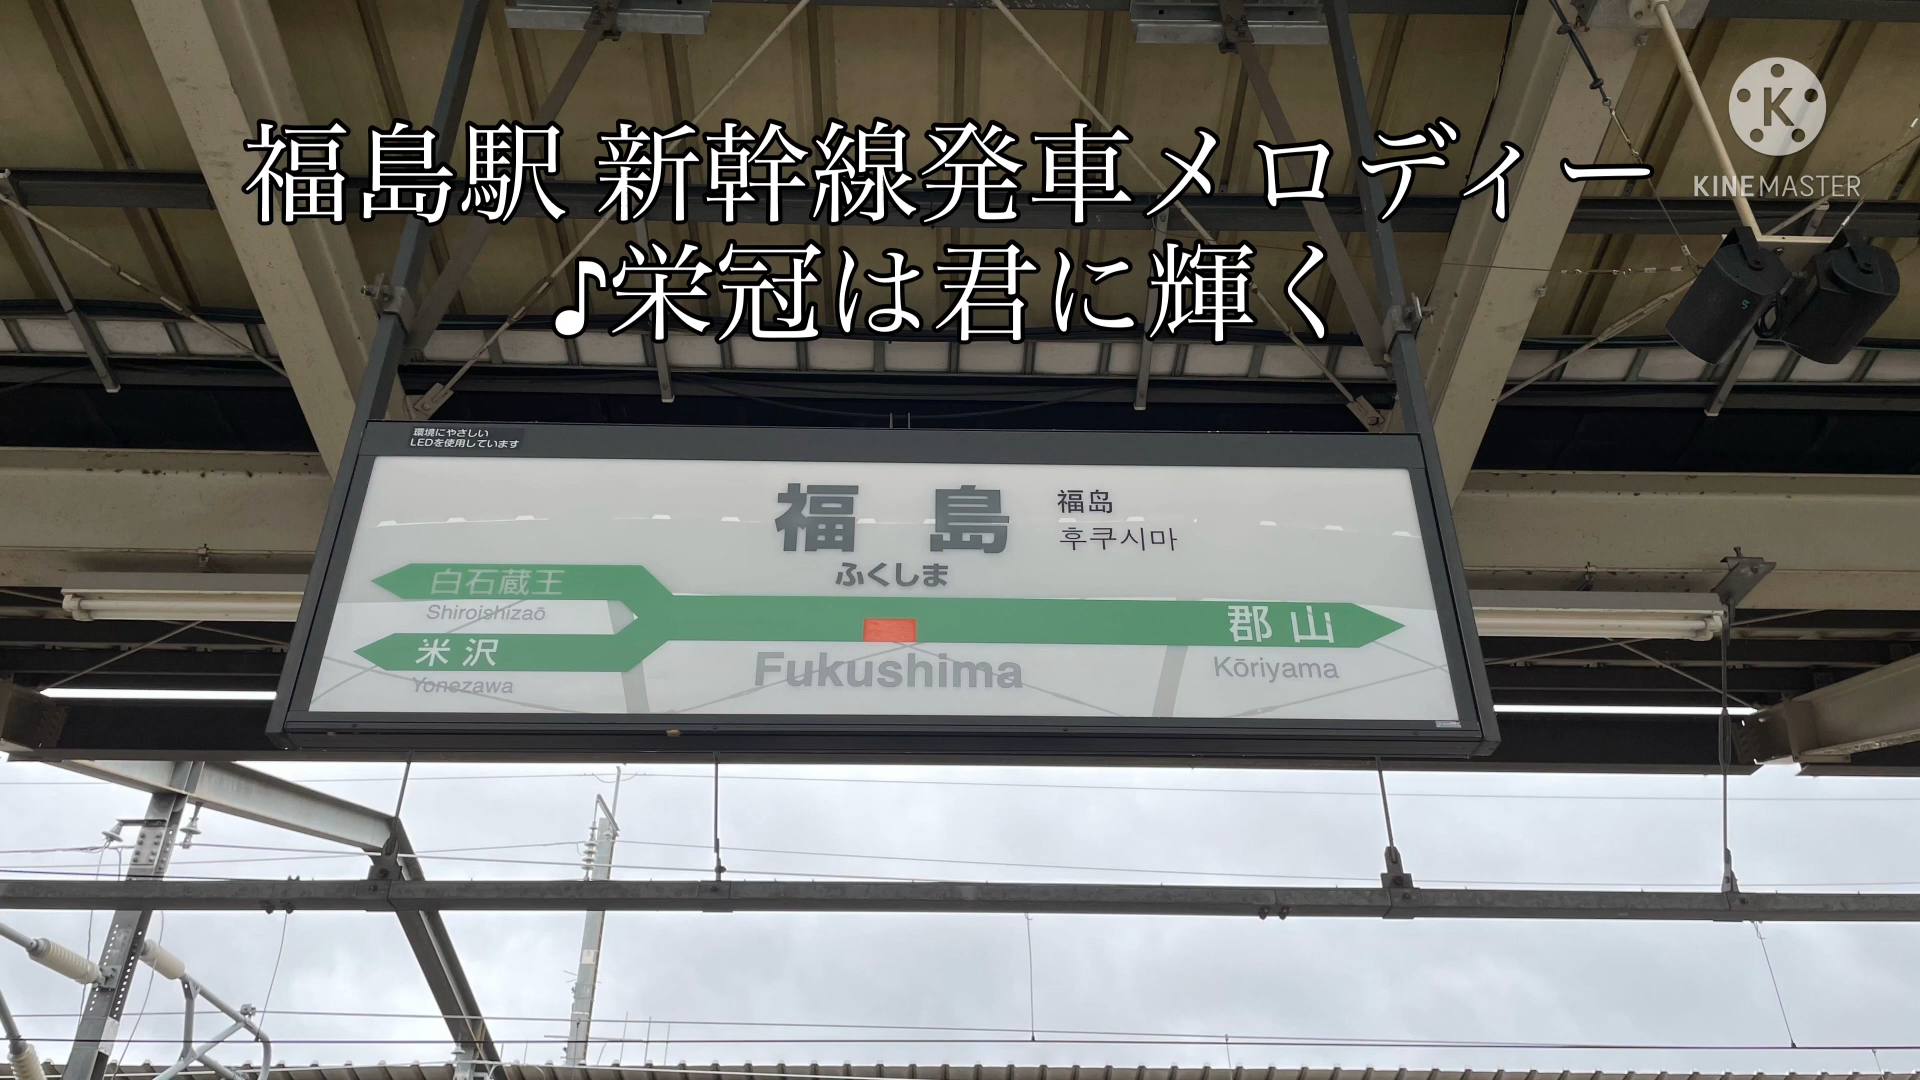 福島駅 新幹線発車メロディー
♪栄冠は君に輝く
KINEMASTER
環境にやさしい
LEDを使用しています
福島
福岛
후쿠시마
ふくしま
白石蔵王
Shiroishizaō
米沢
Yonezawa
郡山
Kōriyama
Fukushima